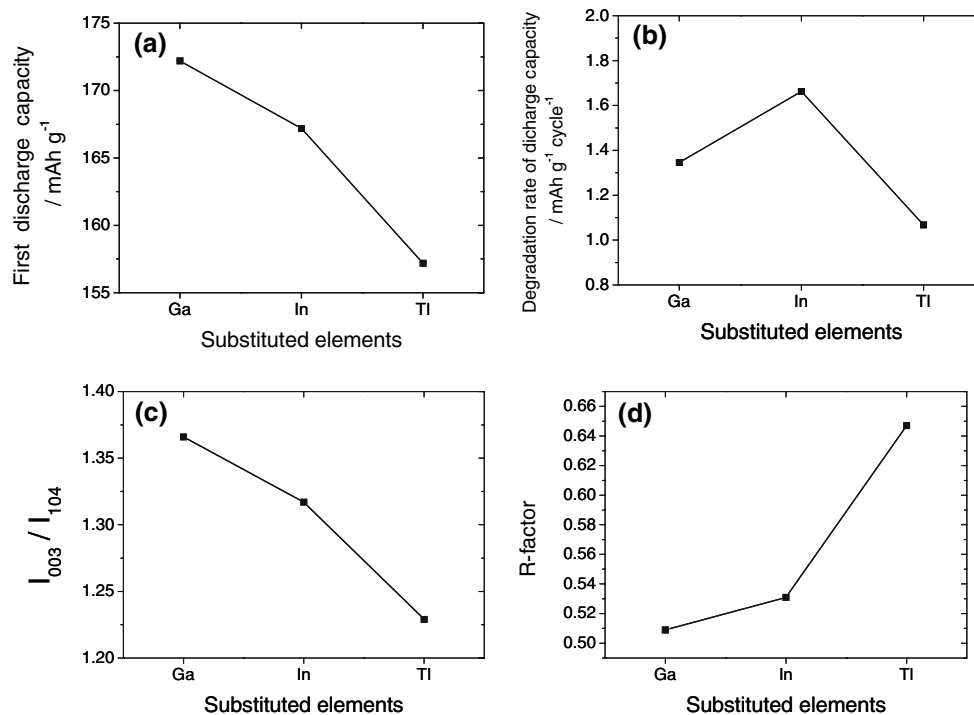 (a)
First discharge capacity
/ mAh g-1
175
170
165
160
155
Ga In Tl
Substituted elements
(b)
Degradation rate of dicharge capacity
/ mAh g-1 cycle-1
2.0
1.8
1.6
1.4
1.2
1.0
0.8
Ga In Tl
Substituted elements
(c)
I003 / I104
1.40
1.35
1.30
1.25
1.20
Ga In Tl
Substituted elements
(d)
R-factor
0.66
0.64
0.62
0.60
0.58
0.56
0.54
0.52
0.50
Ga In Tl
Substituted elements